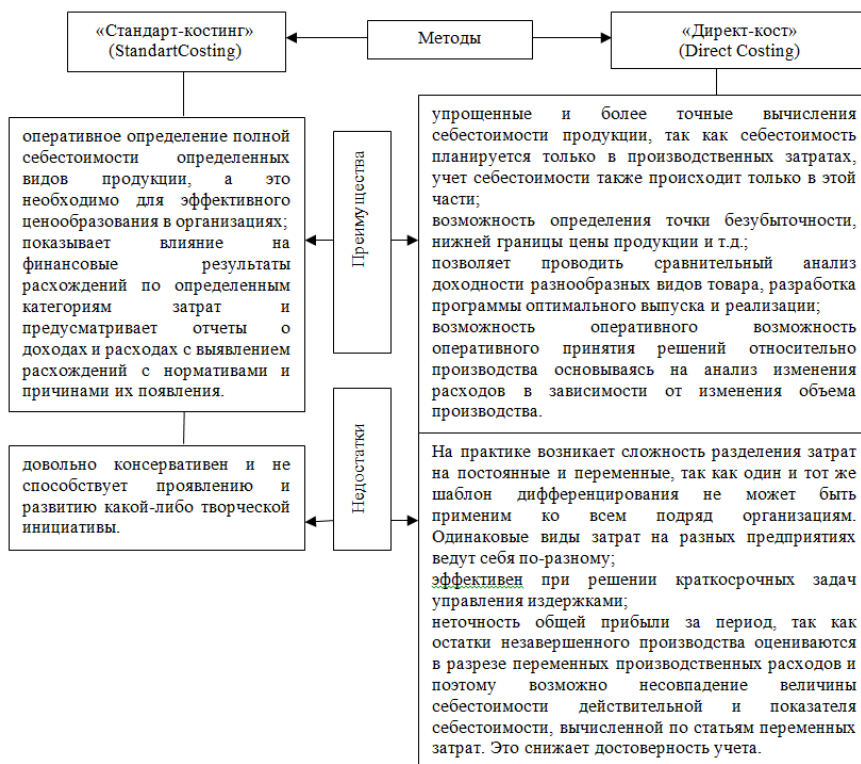 «Стандарт-костинг»
(StandartCosting)
Методы
«Директ-кост»
(Direct Costing)
оперативное определение полной
себестоимости определенных
видов продукции, а это
необходимо для эффективного
ценообразования в организациях;
показывает влияние на
финансовые результаты
расхождений по определенным
категориям затрат и
предусматривает отчеты о
доходах и расходах с выявлением
расхождений с нормативами и
причинами их появления.
Преимущества
упрощенные и более точные вычисления
себестоимости продукции, так как себестоимость
планируется только в производственных затратах,
учет себестоимости также происходит только в этой
части;
возможность определения точки безубыточности,
нижней границы цены продукции и т.д.;
позволяет проводить сравнительный анализ
доходности разнообразных видов товара, разработка
программы оптимального выпуска и реализации;
возможность оперативного возможность
оперативного принятия решений относительно
производства основываясь на анализ изменения
расходов в зависимости от изменения объема
производства.
довольно консервативен и не
способствует проявлению и
развитию какой-либо творческой
инициативы.
Недостатки
На практике возникает сложность разделения затрат
на постоянные и переменные, так как один и тот же
шаблон дифференцирования не может быть
применим ко всем подряд организациям.
Одинаковые виды затрат на разных предприятиях
ведут себя по-разному;
эффективен при решении краткосрочных задач
управления издержками;
неточность общей прибыли за период, так как
остатки незавершенного производства оцениваются
в разрезе переменных производственных расходов и
поэтому возможно несовпадение величины
себестоимости действительной и показателя
себестоимости, вычисленной по статьям переменных
затрат. Это снижает достоверность учета.